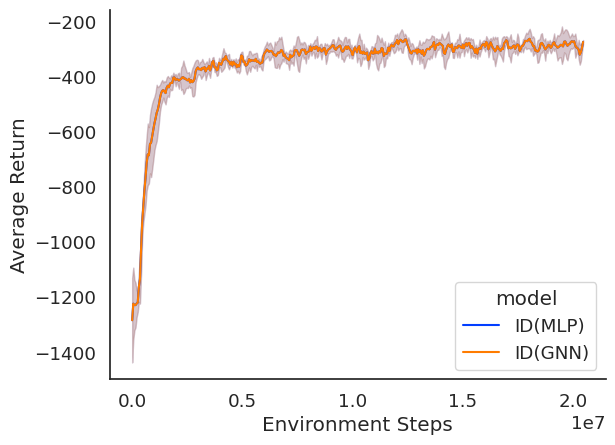 Average Return
−200
−400
−600
−800
−1000
−1200
−1400
0.0
0.5
1.0
1.5
2.0
1e7
Environment Steps
model
ID(MLP)
ID(GNN)